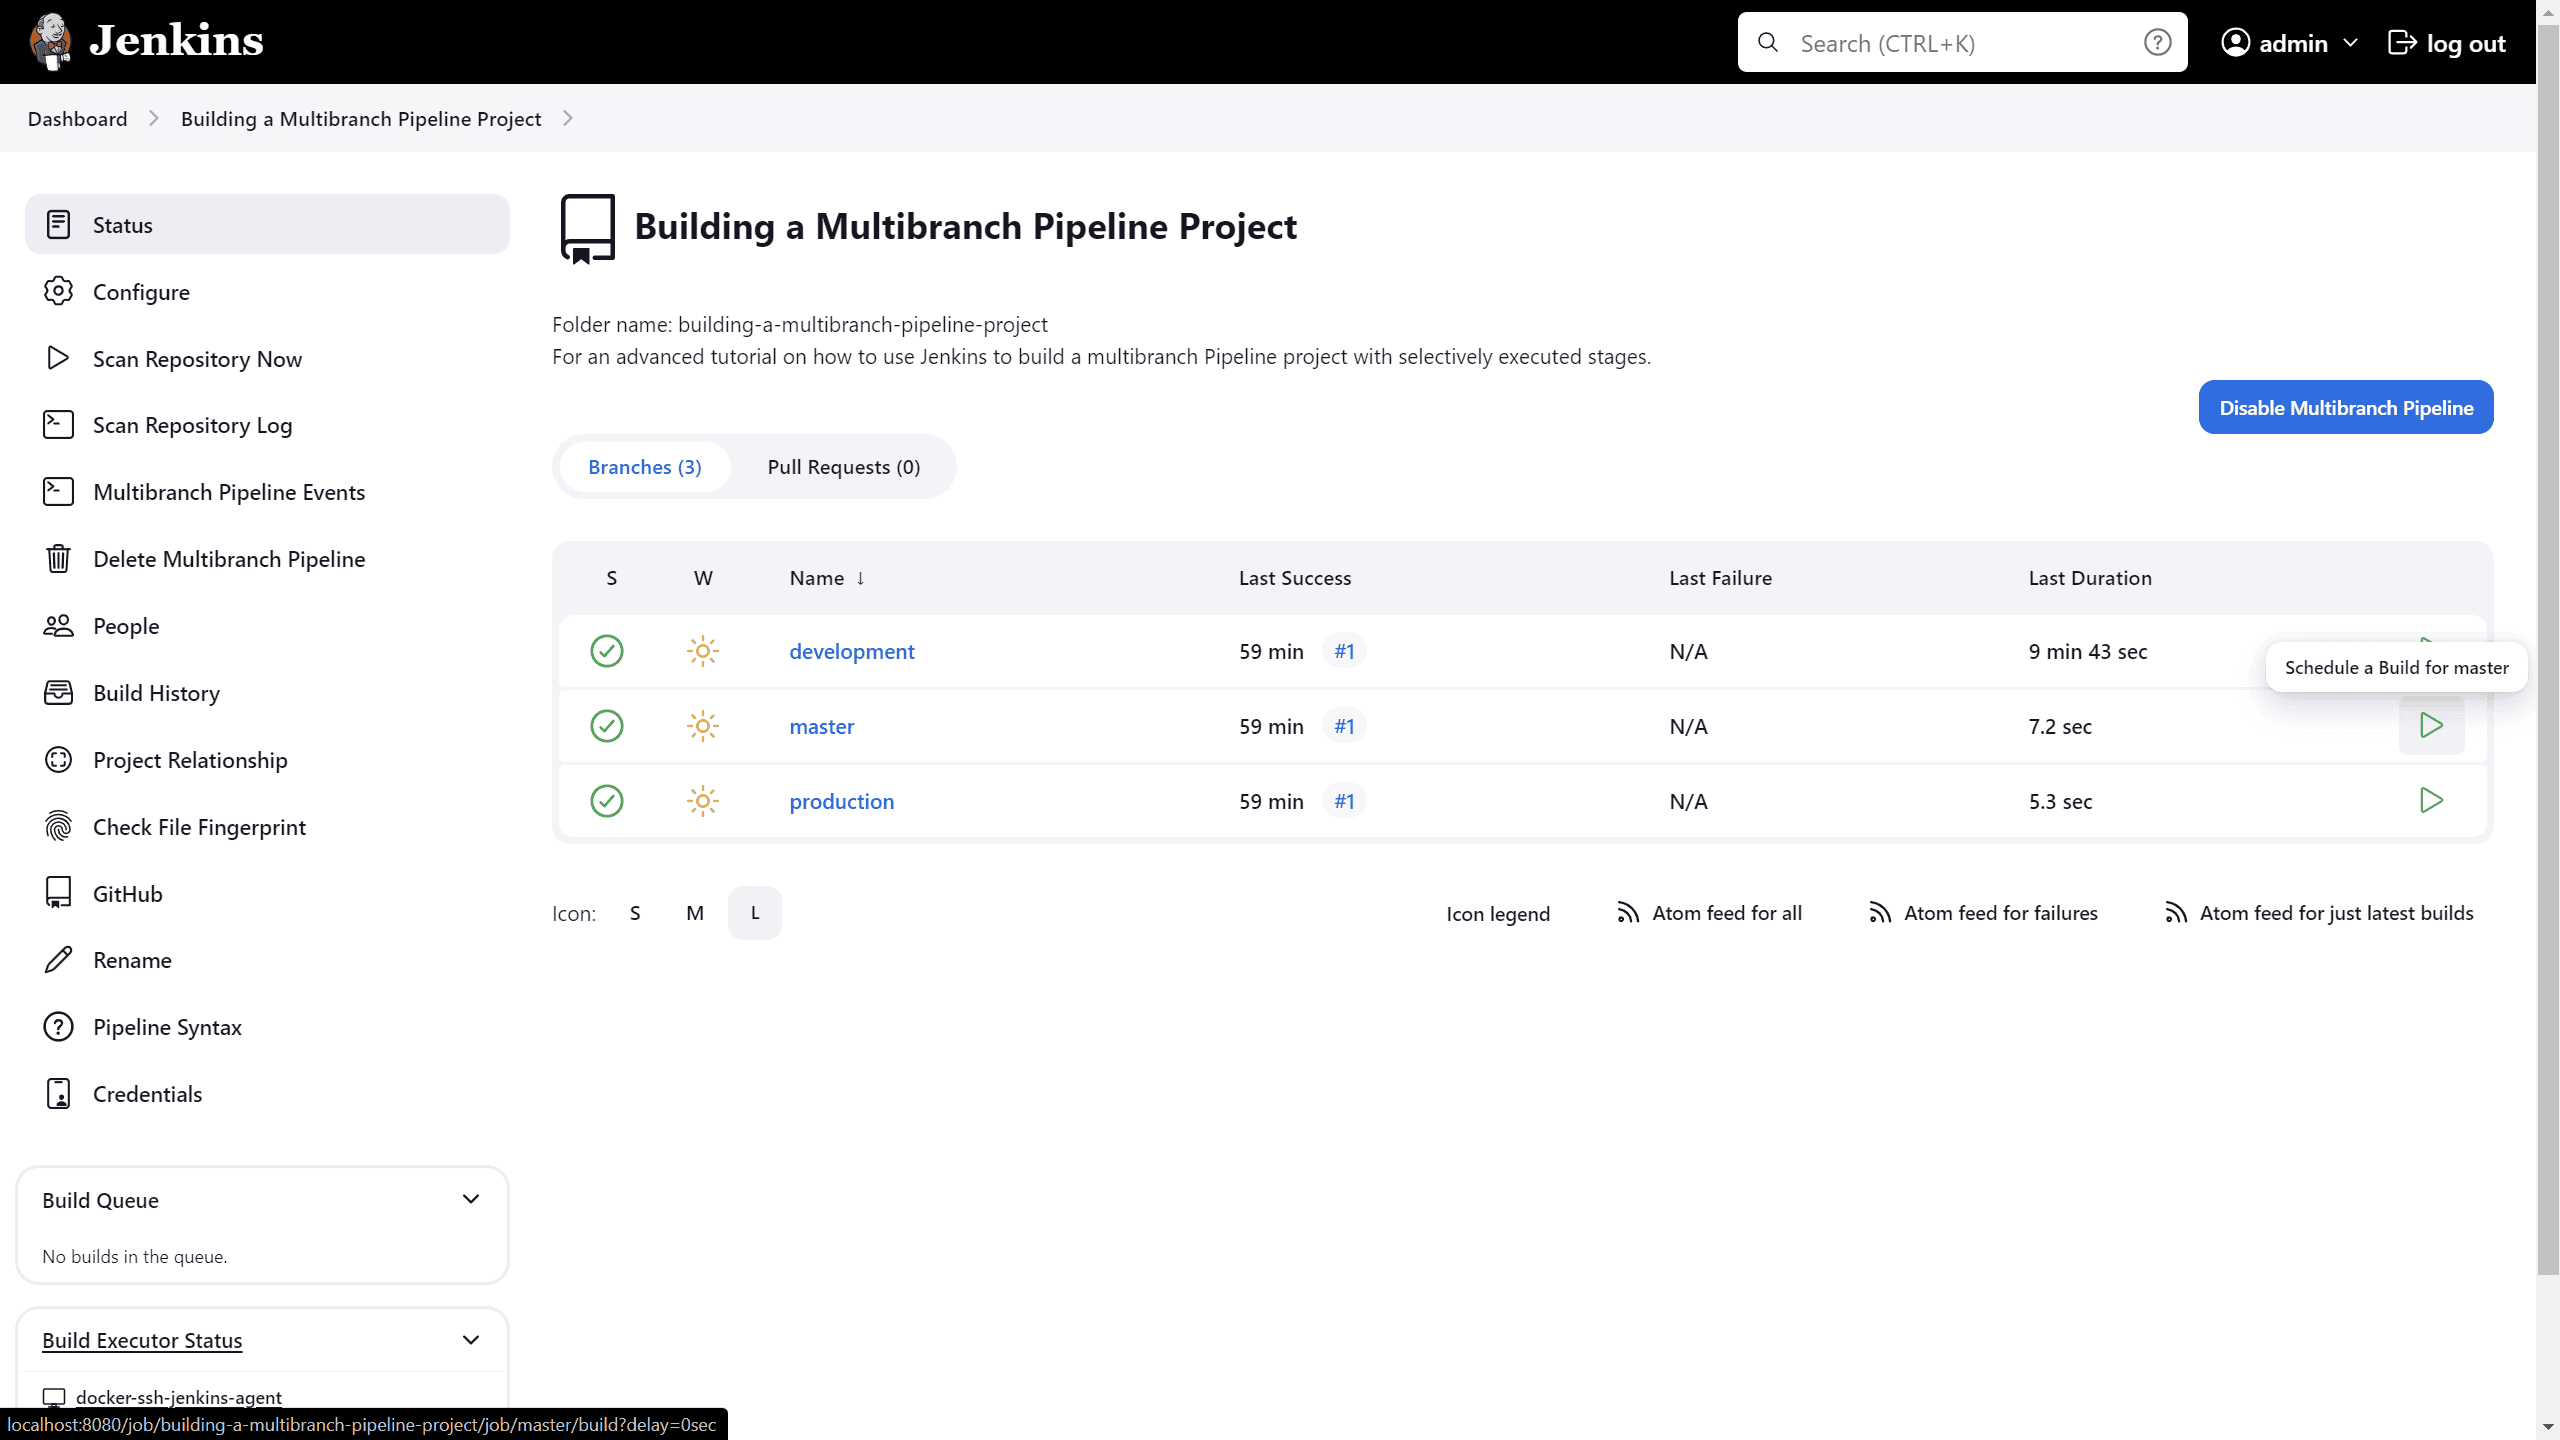 Jenkins
Search (CTRL+K)
admin
log out
Dashboard
Building a Multibranch Pipeline Project
Status
Configure
Scan Repository Now
Scan Repository Log
Multibranch Pipeline Events
Delete Multibranch Pipeline
People
Build History
Project Relationship
Check File Fingerprint
GitHub
Rename
Pipeline Syntax
Credentials
Build Queue
No builds in the queue.
Build Executor Status
docker-ssh-jenkins-agent
Building a Multibranch Pipeline Project
Folder name: building-a-multibranch-pipeline-project
For an advanced tutorial on how to use Jenkins to build a multibranch Pipeline project with selectively executed stages.
Disable Multibranch Pipeline
Branches (3) Pull Requests (0)
S W Name ↓ Last Success Last Failure Last Duration
development 59 min #1 N/A 9 min 43 sec
Schedule a Build for master
master 59 min #1 N/A 7.2 sec
production 59 min #1 N/A 5.3 sec
Icon: S M L
Icon legend Atom feed for all Atom feed for failures Atom feed for just latest builds
localhost:8080/job/building-a-multibranch-pipeline-project/job/master/build?delay=0sec